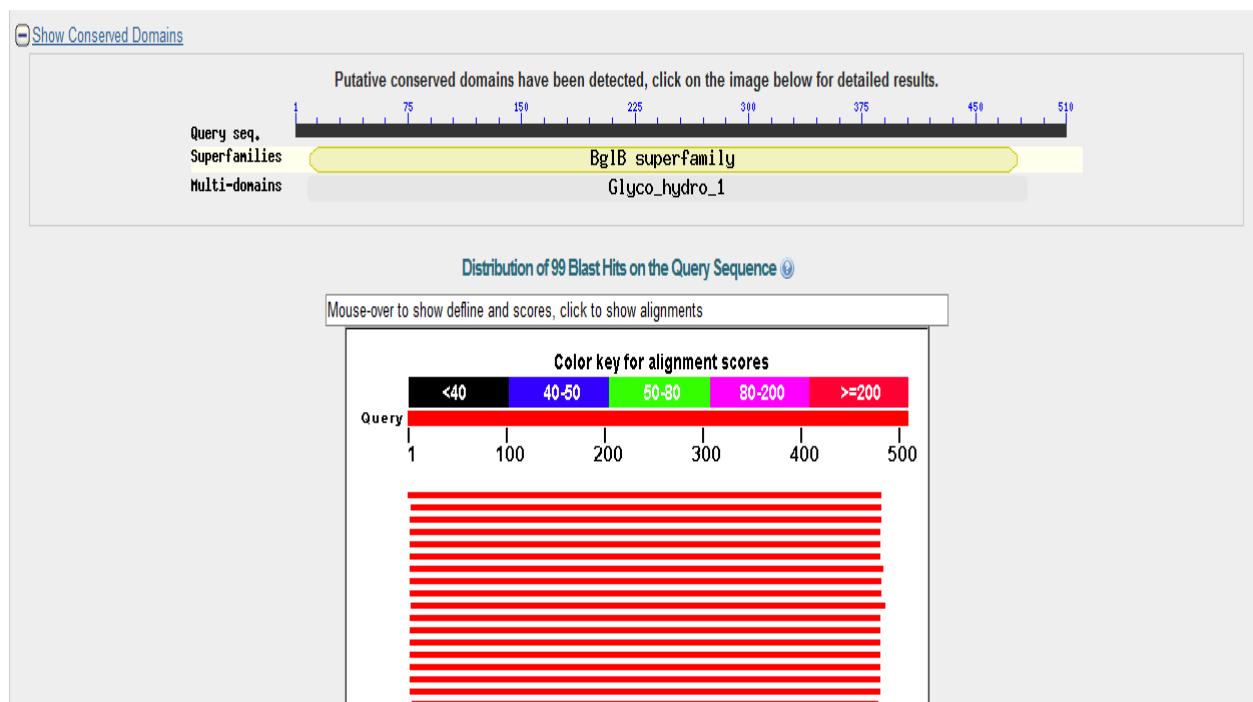 Show Conserved Domains
Putative conserved domains have been detected, click on the image below for detailed results.
1 75 150 225 300 375 450 510
Query seq.
Superfamilies BglB superfamily
Multi-domains Glyco_hydro_1
Distribution of 99 Blast Hits on the Query Sequence
Mouse-over to show defline and scores, click to show alignments
Color key for alignment scores
<40 40-50 50-80 80-200 >=200
Query
1 100 200 300 400 500